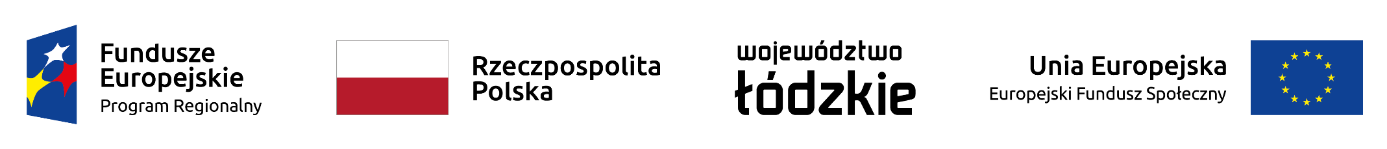 Fundusze
Europejskie
Program Regionalny
Rzeczpospolita
Polska
województwo
łódzkie
Unia Europejska
Europejski Fundusz Społeczny